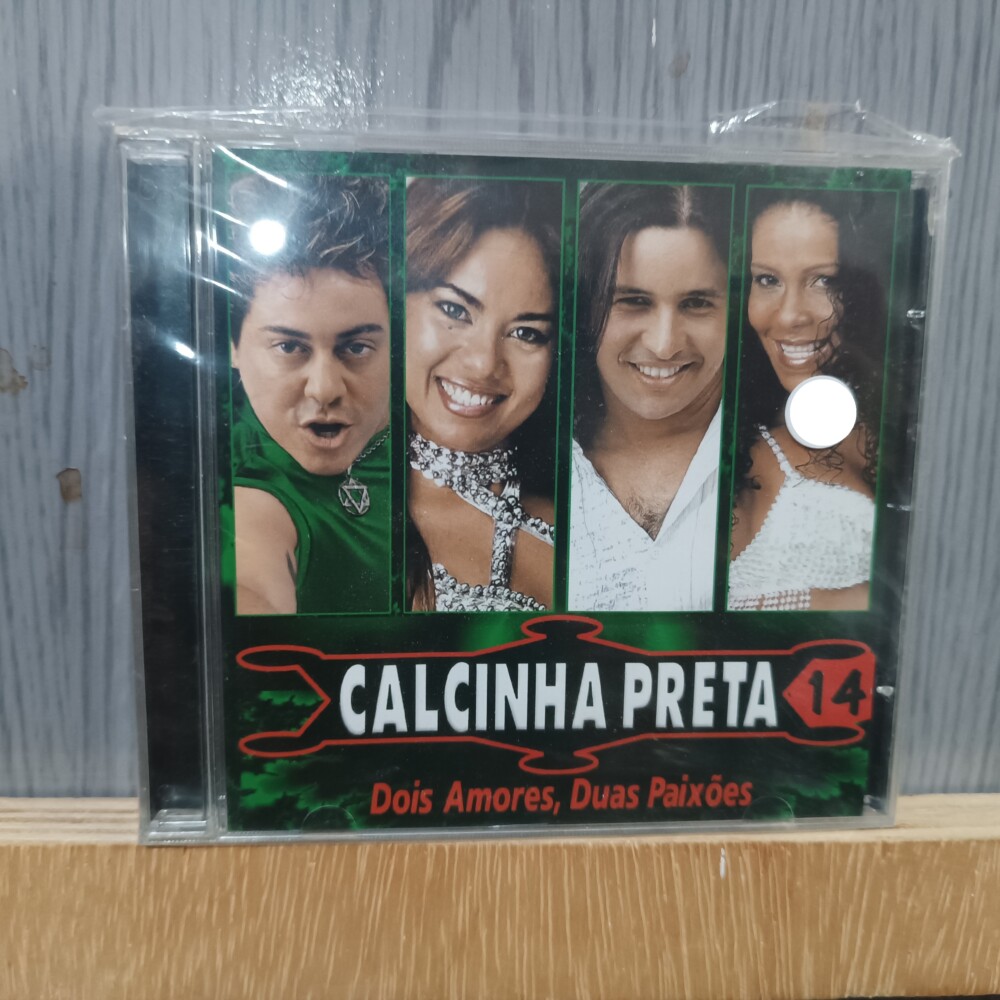 CALCINHA PRETA 14
Dois Amores, Duas Paixões